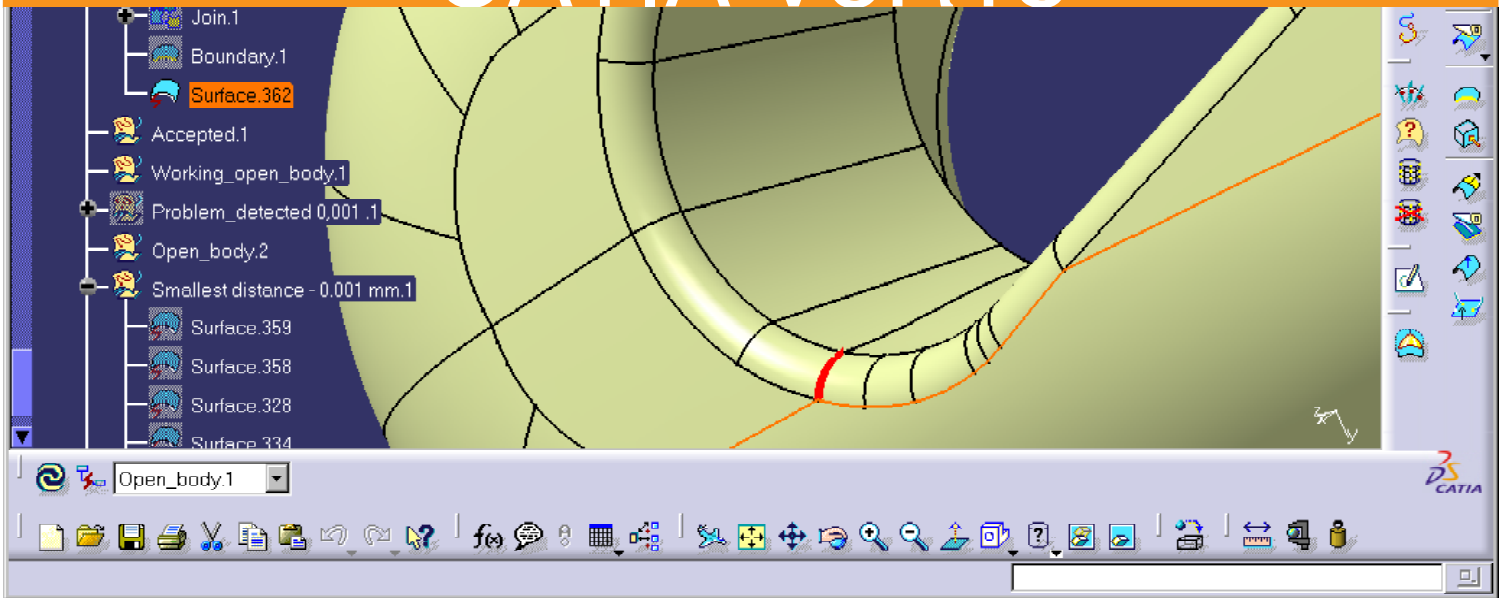 Join.1
Boundary.1
Surface.362
Accepted.1
Working_open_body.1
Problem_detected 0,001 .1
Open_body.2
Smallest distance - 0.001 mm.1
Surface.359
Surface.358
Surface.328
Surface.334
z x y
Open_body.1
CATIA
f(x)